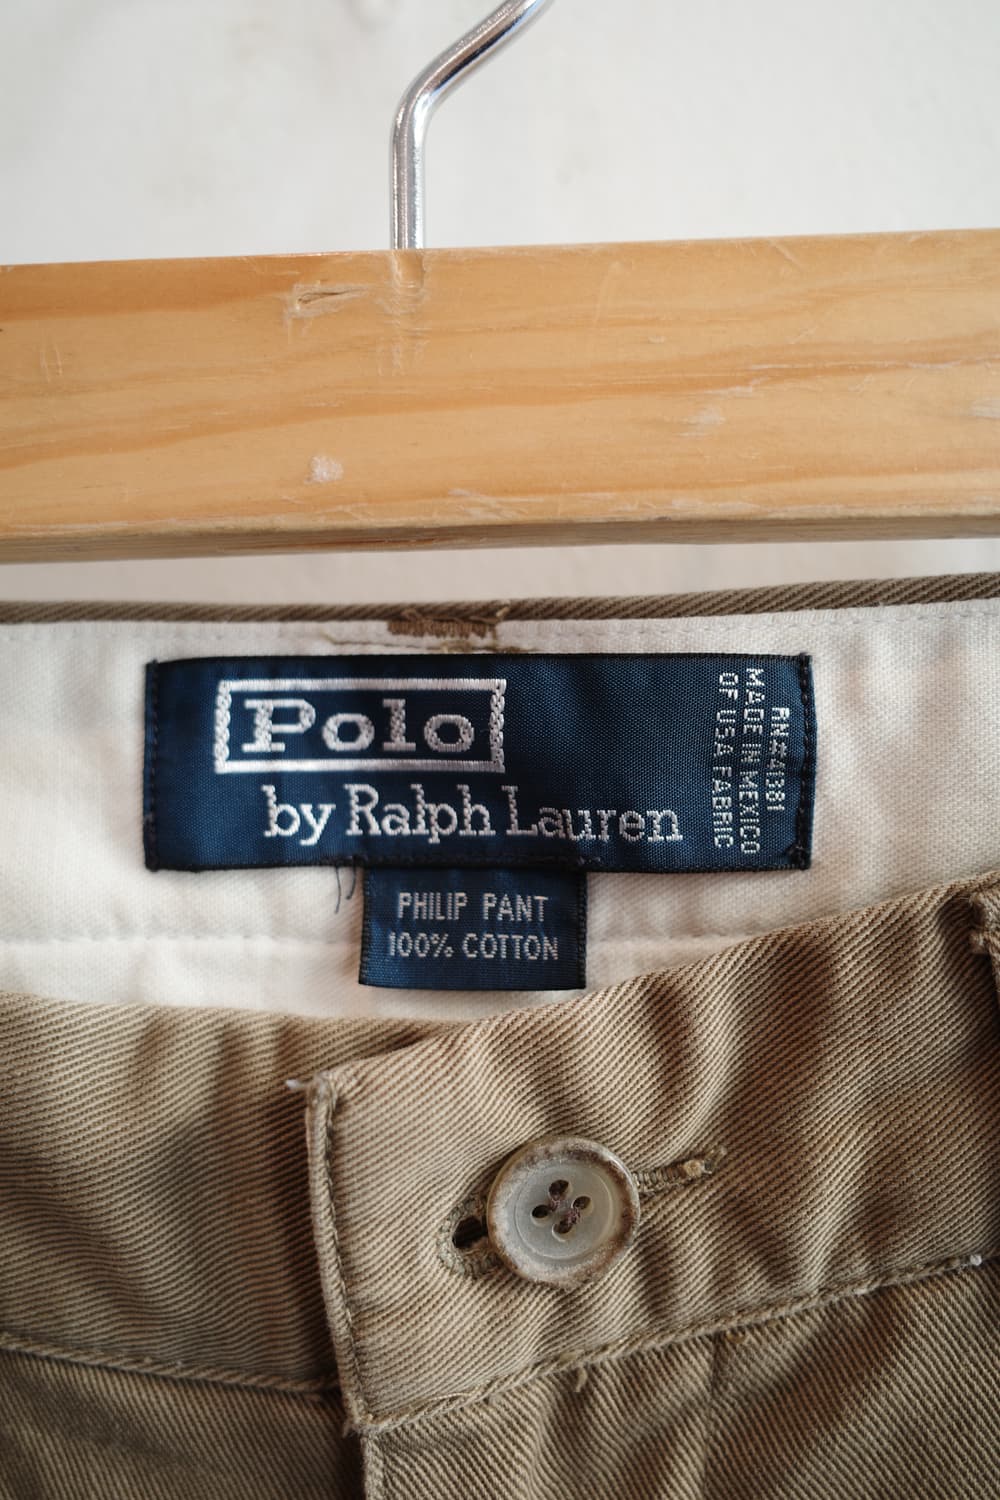 Polo
by Ralph Lauren
RN #41381
MADE IN MEXICO
OF USA FABRIC
PHILIP PANT
100% COTTON